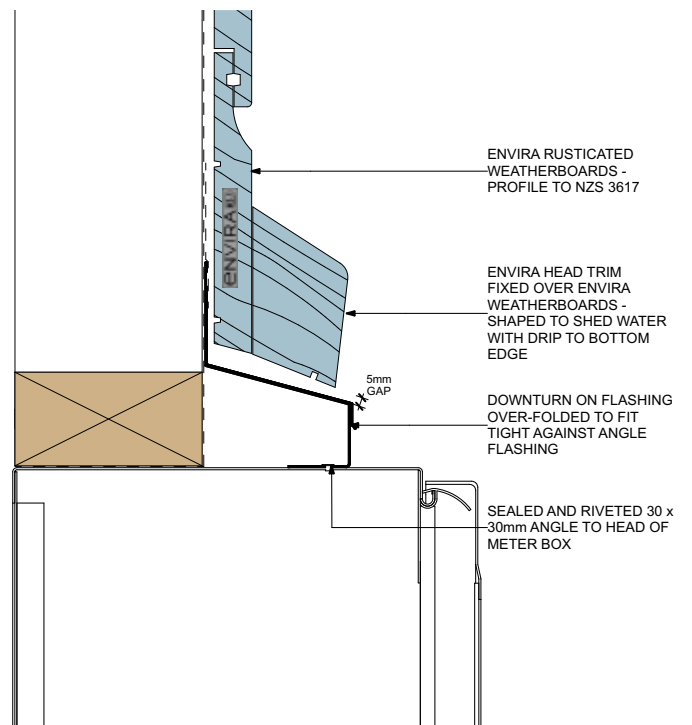 ENVIRA RUSTICATED
WEATHERBOARDS -
PROFILE TO NZS 3617
ENVIRA
ENVIRA HEAD TRIM
FIXED OVER ENVIRA
WEATHERBOARDS -
SHAPED TO SHED WATER
WITH DRIP TO BOTTOM
EDGE
5mm
GAP
DOWNTURN ON FLASHING
OVER-FOLDED TO FIT
TIGHT AGAINST ANGLE
FLASHING
SEALED AND RIVETED 30 x
30mm ANGLE TO HEAD OF
METER BOX